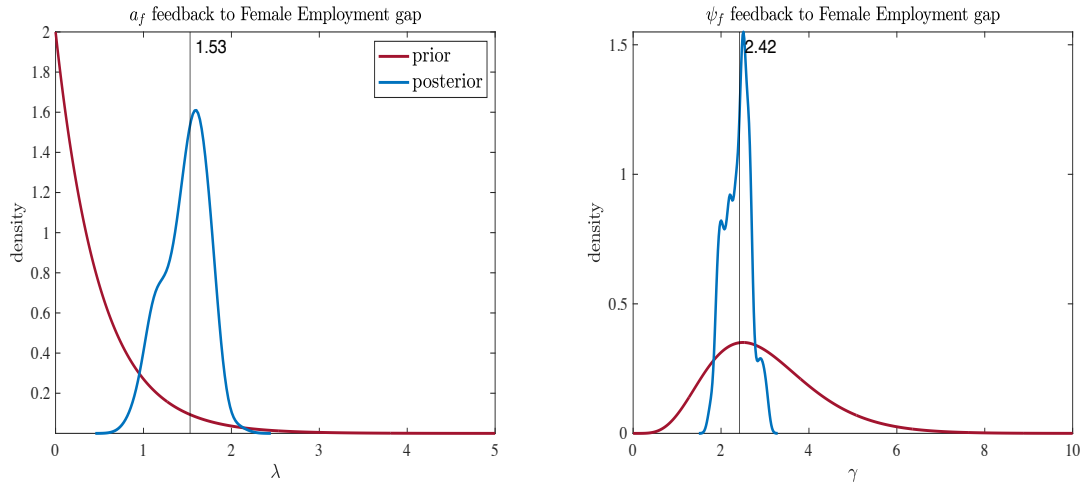 a_f feedback to Female Employment gap
2
1.8
1.6
1.4
1.2
1
0.8
0.6
0.4
0.2
density
1.53
prior
posterior
0 1 2 3 4 5
λ
ψ_f feedback to Female Employment gap
1.5
1
0.5
0
density
2.42
0 2 4 6 8 10
γ